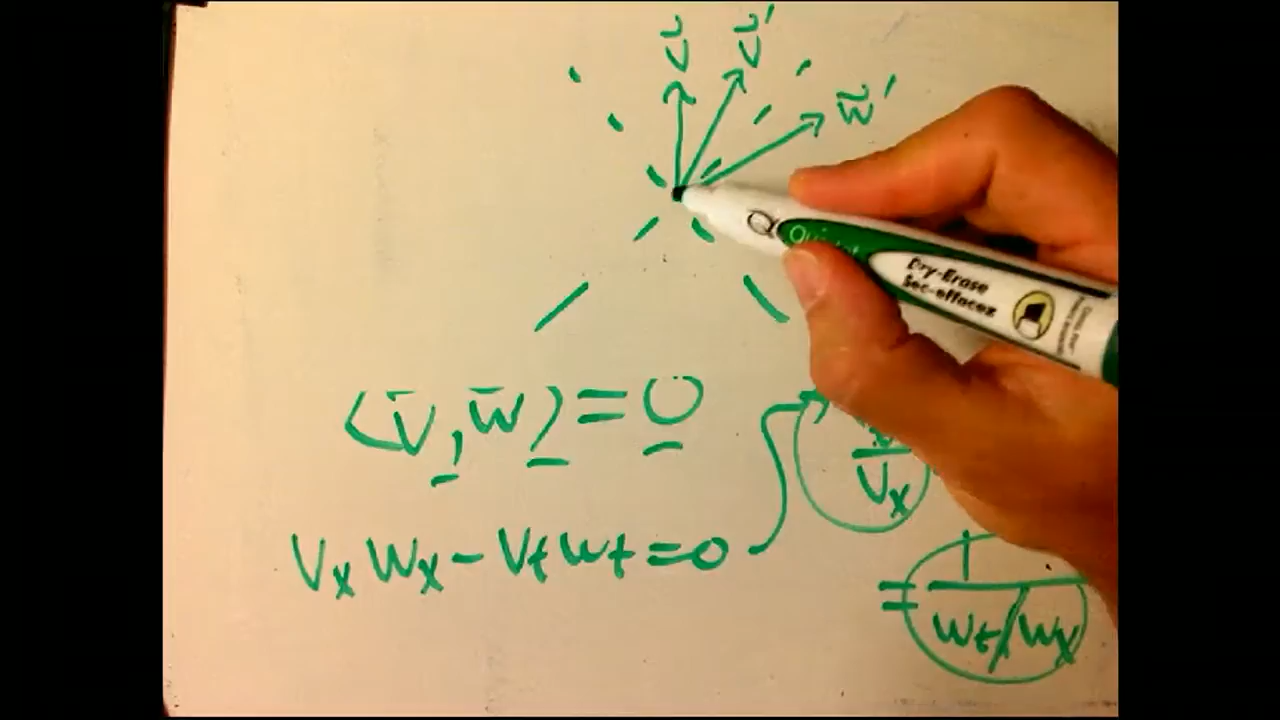 ṽ ṽ'
w̃'
⟨v̄, w̄⟩ = 0
Vx
Vx Wx - Vt Wt = 0
= 1 / Wt/Wx
Q
Dry-Erase
Sec-effacez